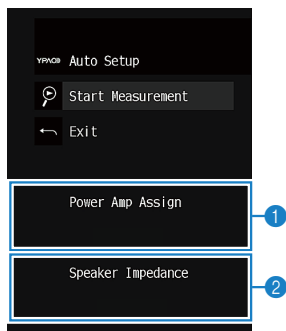 YPAO Auto Setup
Start Measurement
Exit
Power Amp Assign
1
Speaker Impedance
2